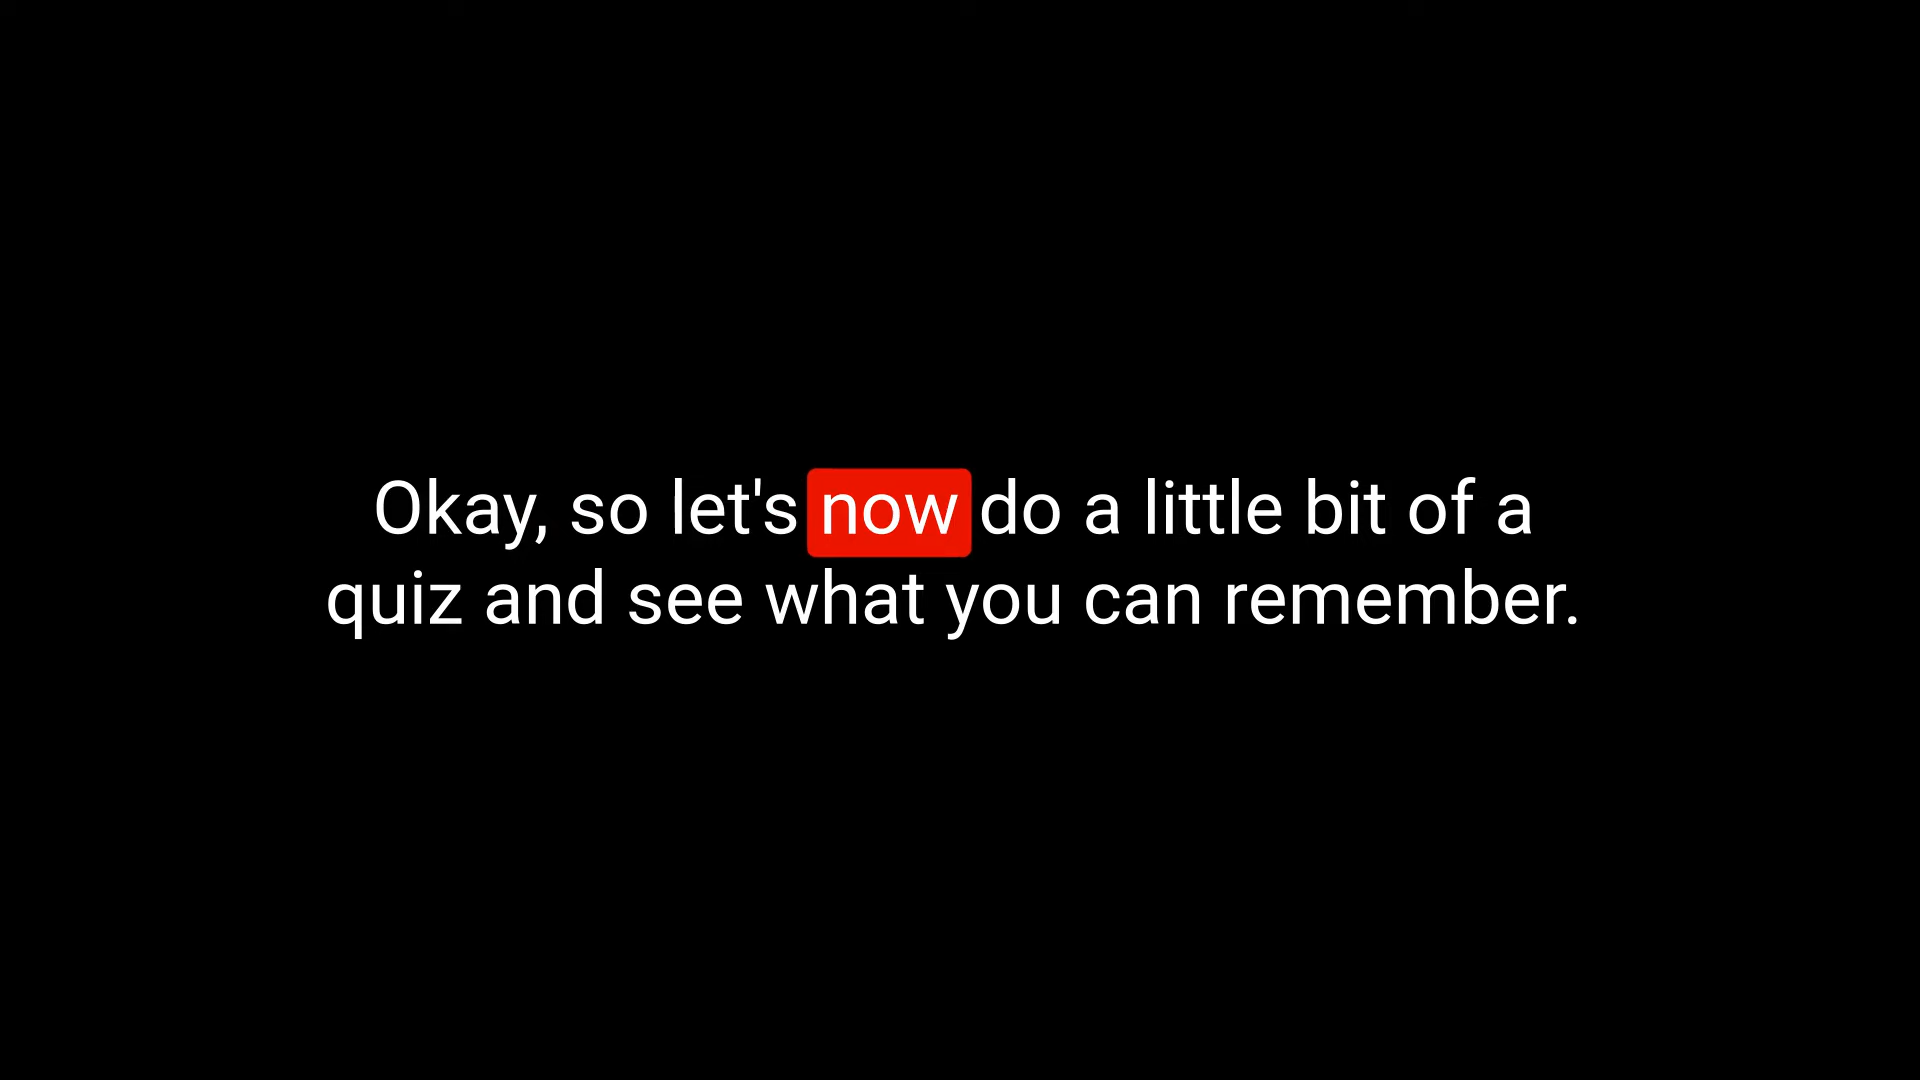 Okay, so let's now do a little bit of a
quiz and see what you can remember.